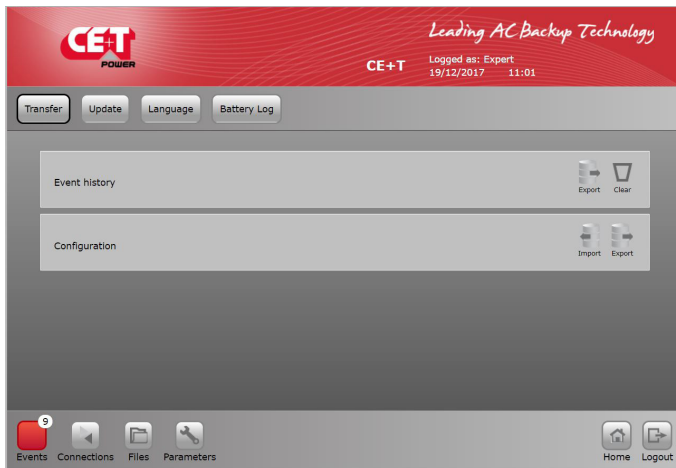 CE+T
POWER
Leading AC Backup Technology
CE+T
Logged as: Expert
19/12/2017 11:01
Transfer
Update
Language
Battery Log
Event history
Export
Clear
Configuration
Import
Export
9
Events
Connections
Files
Parameters
Home
Logout